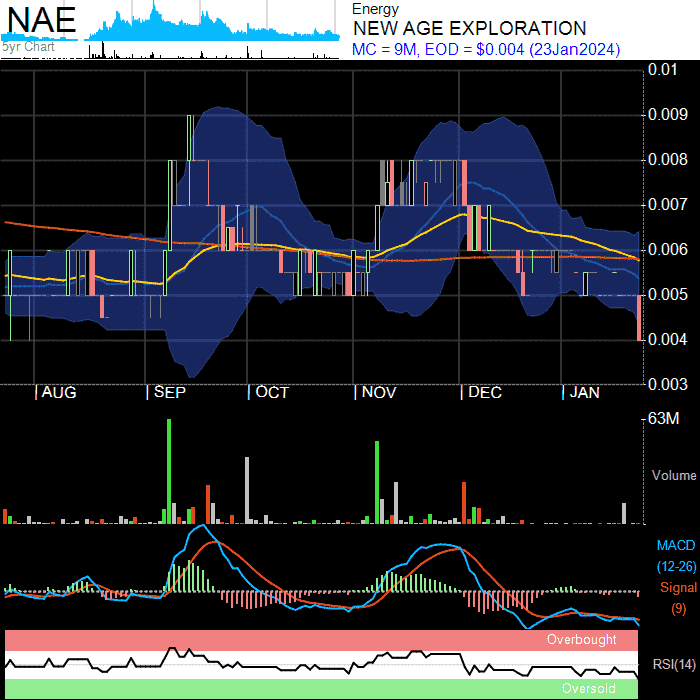 NAE
5yr Chart
Energy
NEW AGE EXPLORATION
MC = 9M, EOD = $0.004 (23Jan2024)
0.01
0.009
0.008
0.007
0.006
0.005
0.004
0.003
| AUG | SEP | OCT | NOV | DEC | JAN
63M
Volume
MACD
(12-26)
Signal
(9)
Overbought
RSI(14)
Oversold